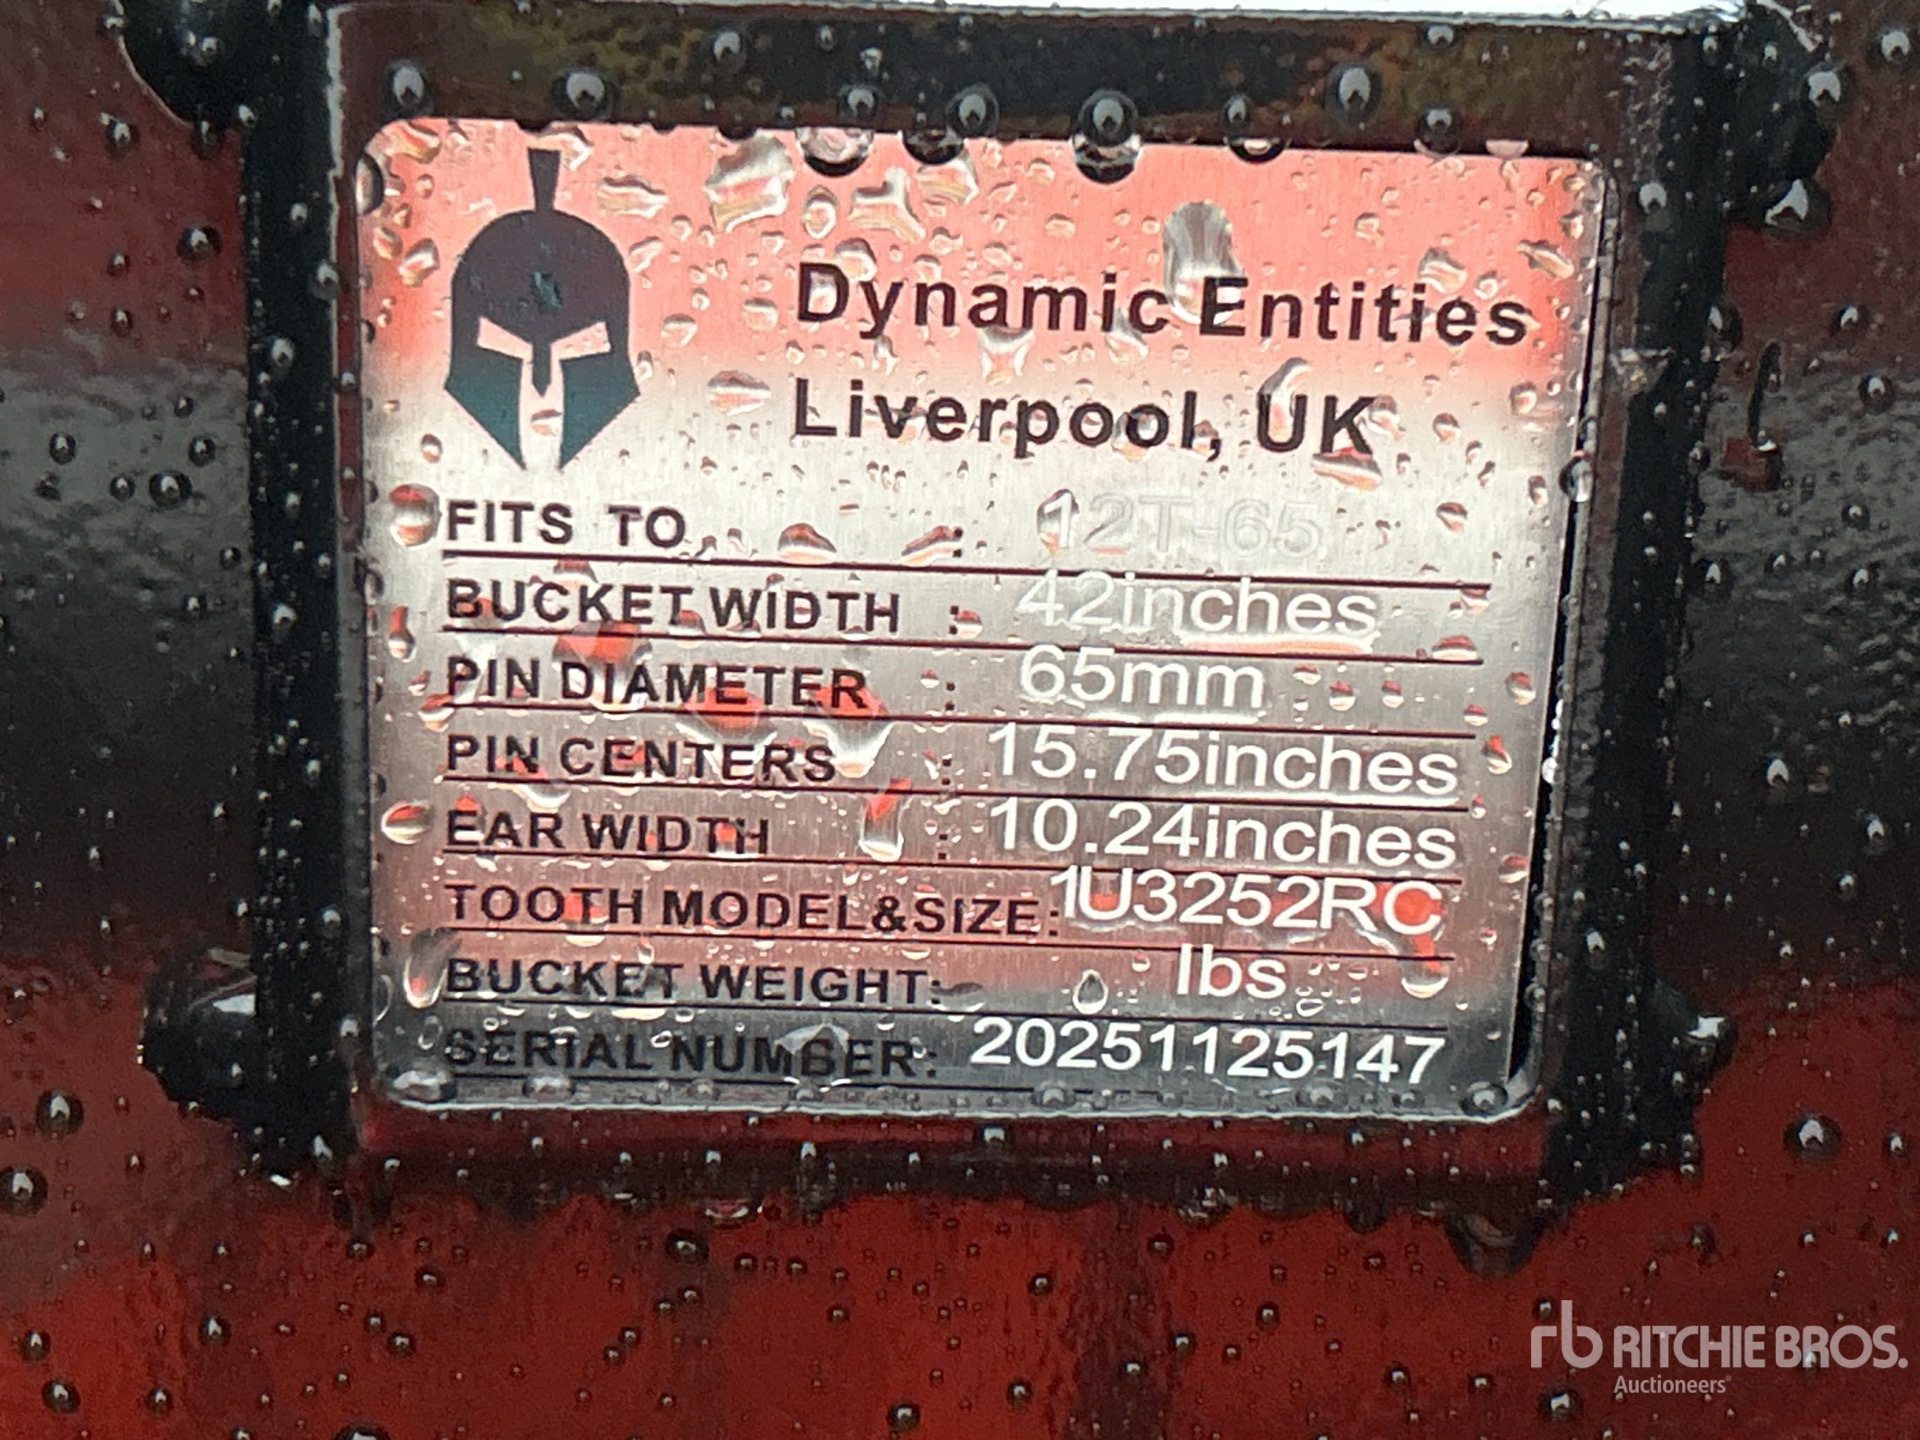 Dynamic Entities
Liverpool, UK
FITS TO : 12T-65
BUCKET WIDTH : 42inches
PIN DIAMETER : 65mm
PIN CENTERS : 15.75inches
EAR WIDTH : 10.24inches
TOOTH MODEL&SIZE: 1U3252RC
BUCKET WEIGHT: lbs
SERIAL NUMBER: 20251125147
rb RITCHIE BROS.
Auctioneers®